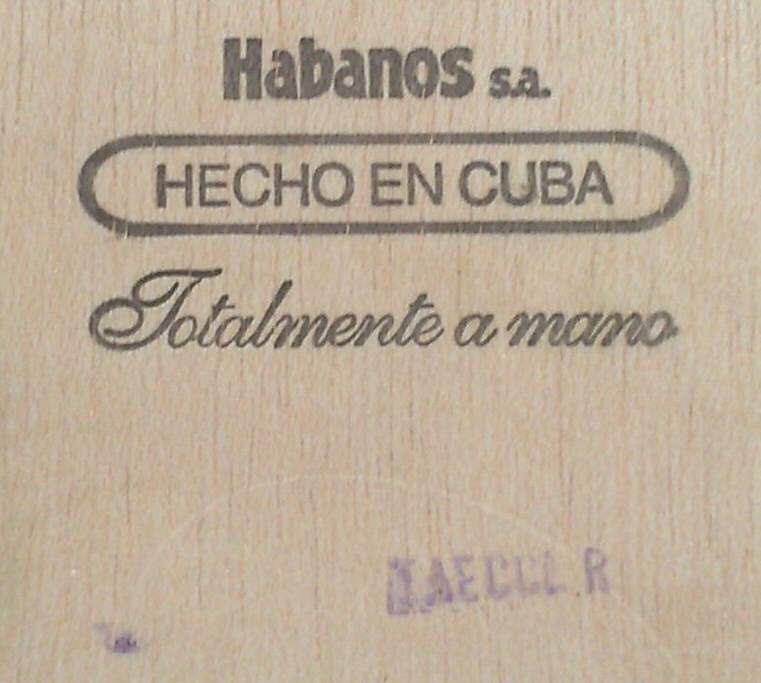 Habanos s.a.
HECHO EN CUBA
Totalmente a mano